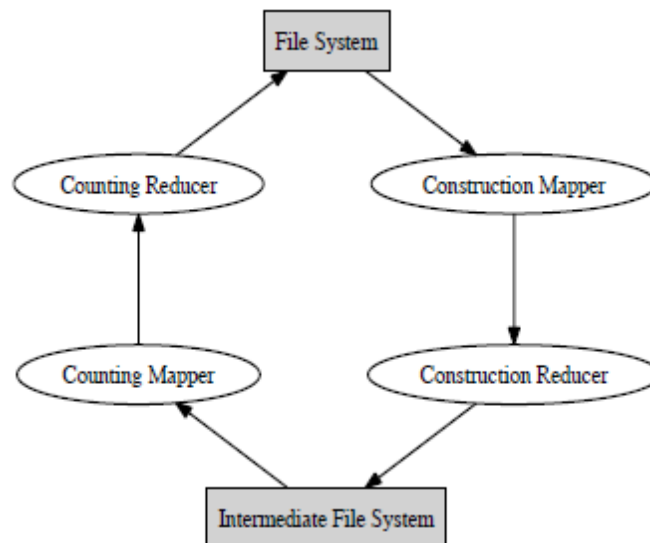 File System
Counting Reducer
Construction Mapper
Counting Mapper
Construction Reducer
Intermediate File System